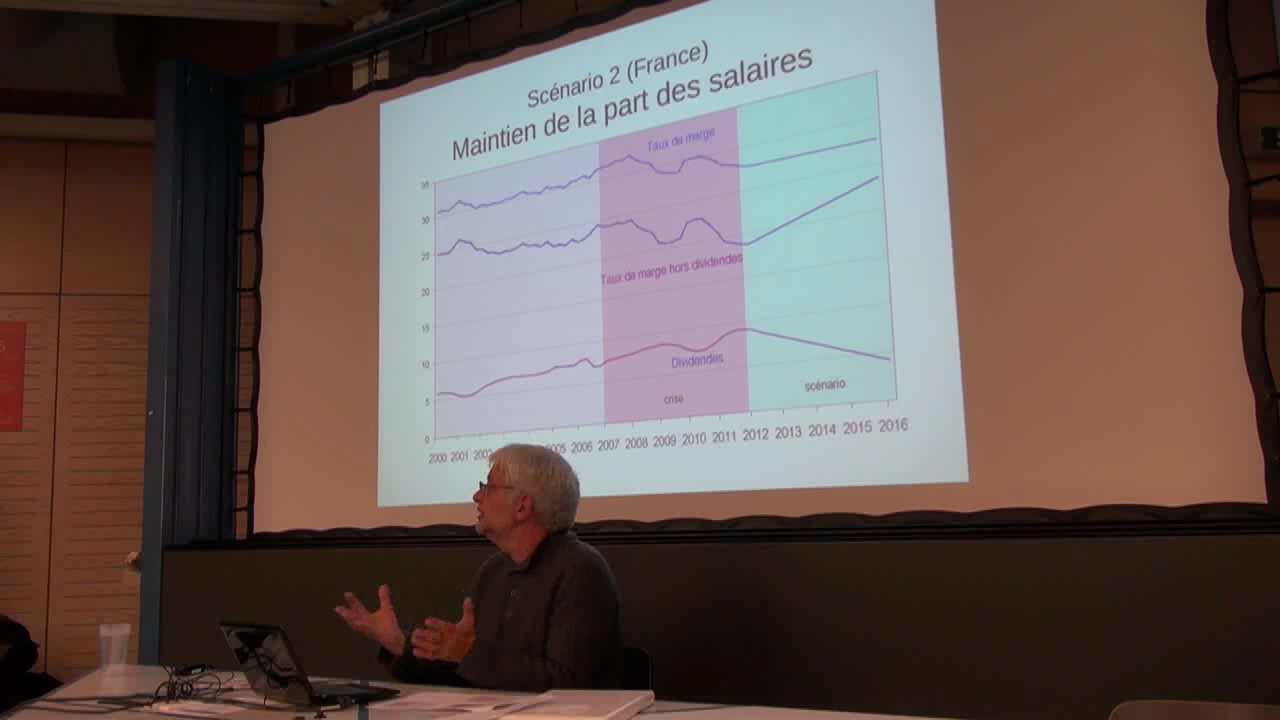 Scénario 2 (France)
Maintien de la part des salaires
Taux de marge
Taux de marge hors dividendes
Dividendes
crise
scénario
35
30
25
20
15
10
5
0
2000 2001 2002 2006 2007 2008 2009 2010 2011 2012 2013 2014 2015 2016